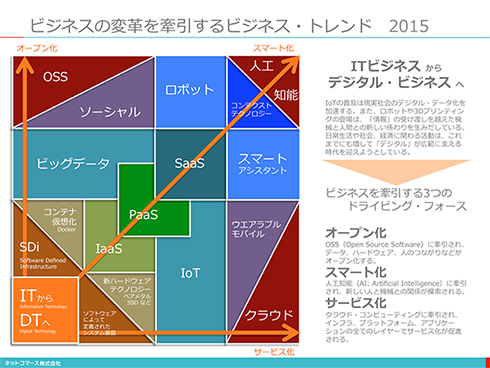 ビジネスの変革を牽引するビジネス・トレンド　2015
オープン化
スマート化
OSS
ソーシャル
ロボット
人工
知能
コンテクスト
テクノロジー
ビッグデータ
SaaS
スマート
アシスタント
PaaS
コンテナ
仮想化
Docker
SDi
Software Defined
Infrastructure
IaaS
新ハードウェア
テクノロジー
ベアメタル
SSD など
IoT
ウエアラブル
モバイル
クラウド
ITから
Information Technology
DTへ
Digital Technology
ソフトウェア
によって
定義された
システム基盤
サービス化
ITビジネス から
デジタル・ビジネス へ
IoTの普及は現実社会のデジタル・データ化を
加速する。また、ロボットや3Dプリンティン
グの登場は、「情報」の受け渡しを越えた機
械と人間との新しい係わりを生みだしている。
日常生活や社会、経済に関わる活動は、これ
までにも増して「デジタル」が広範に支える
時代を迎えようとしている。
ビジネスを牽引する3つの
ドライビング・フォース
オープン化
OSS（Open Source Software）に牽引され、
データ、ハードウェア、人のつながりなどが
オープン化する。
スマート化
人工知能（AI: Artificial Intelligence）に牽引
され、新しい人と機械との関係が模索される。
サービス化
クラウド・コンピューティングに牽引され、
インフラ、プラットフォーム、アプリケー
ションの全てのレイヤーでサービス化が促進
される。
ネットコマース株式会社